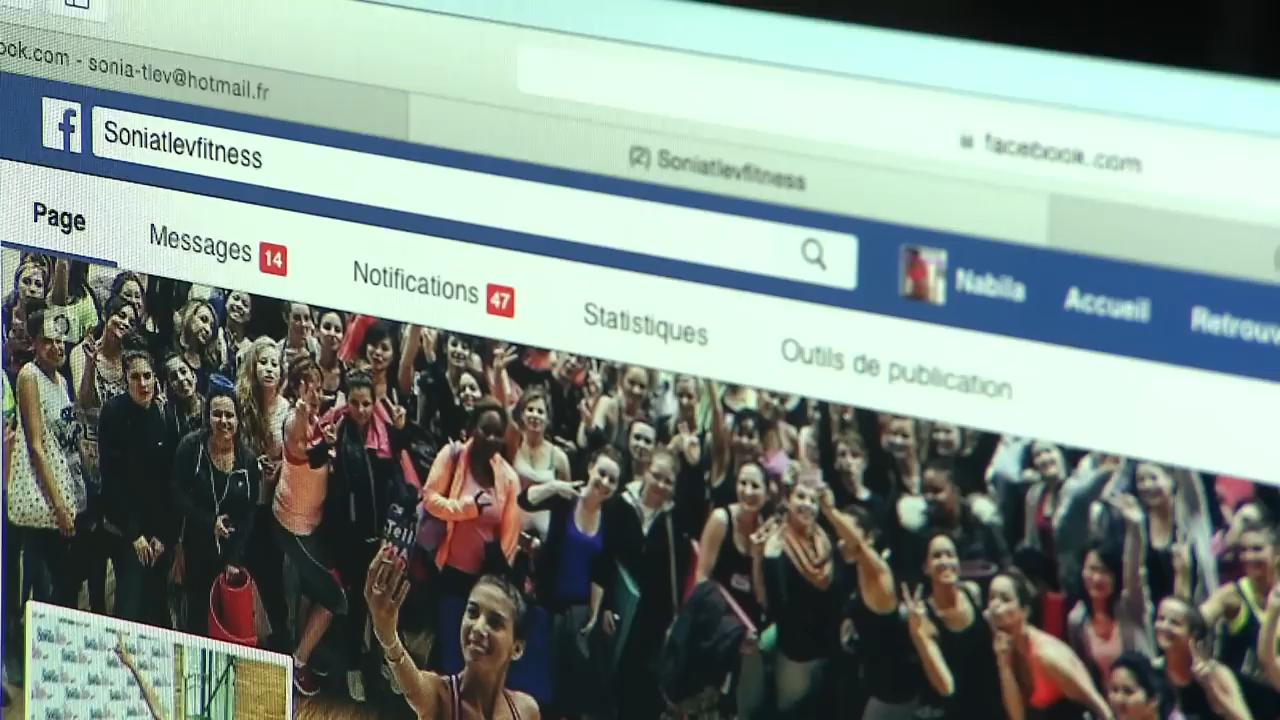 ook.com - sonia-tlev@hotmail.fr
facebook.com
(2) Soniatlevfitness
f Soniatlevfitness
Nabila Accueil Retrouv
Page Messages 14 Notifications 47 Statistiques Outils de publication